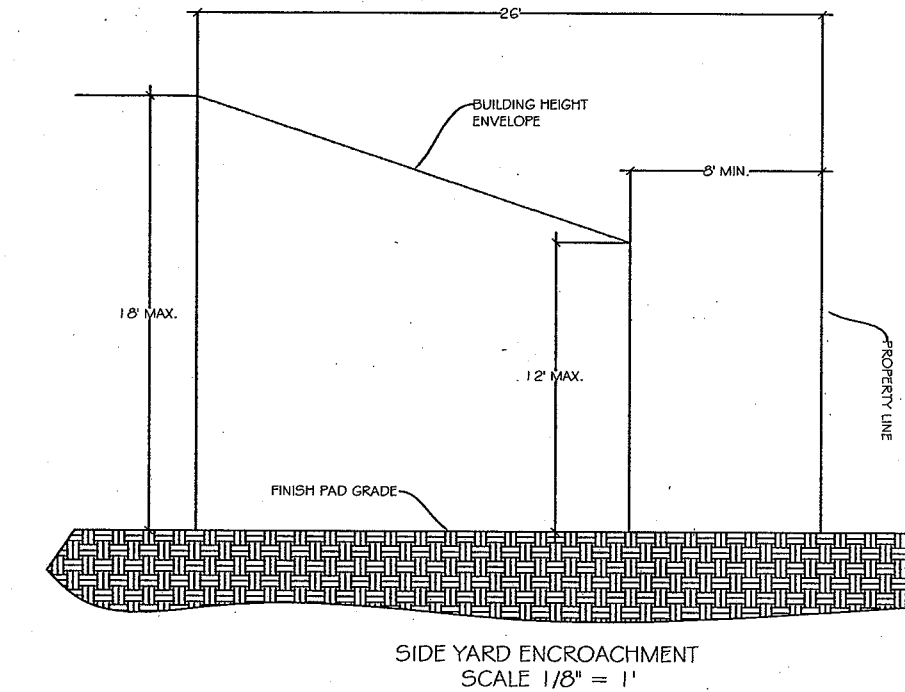 26'
BUILDING HEIGHT
ENVELOPE
8' MIN.
18' MAX.
12' MAX.
PROPERTY LINE
FINISH PAD GRADE
SIDE YARD ENCROACHMENT
SCALE 1/8" = 1'